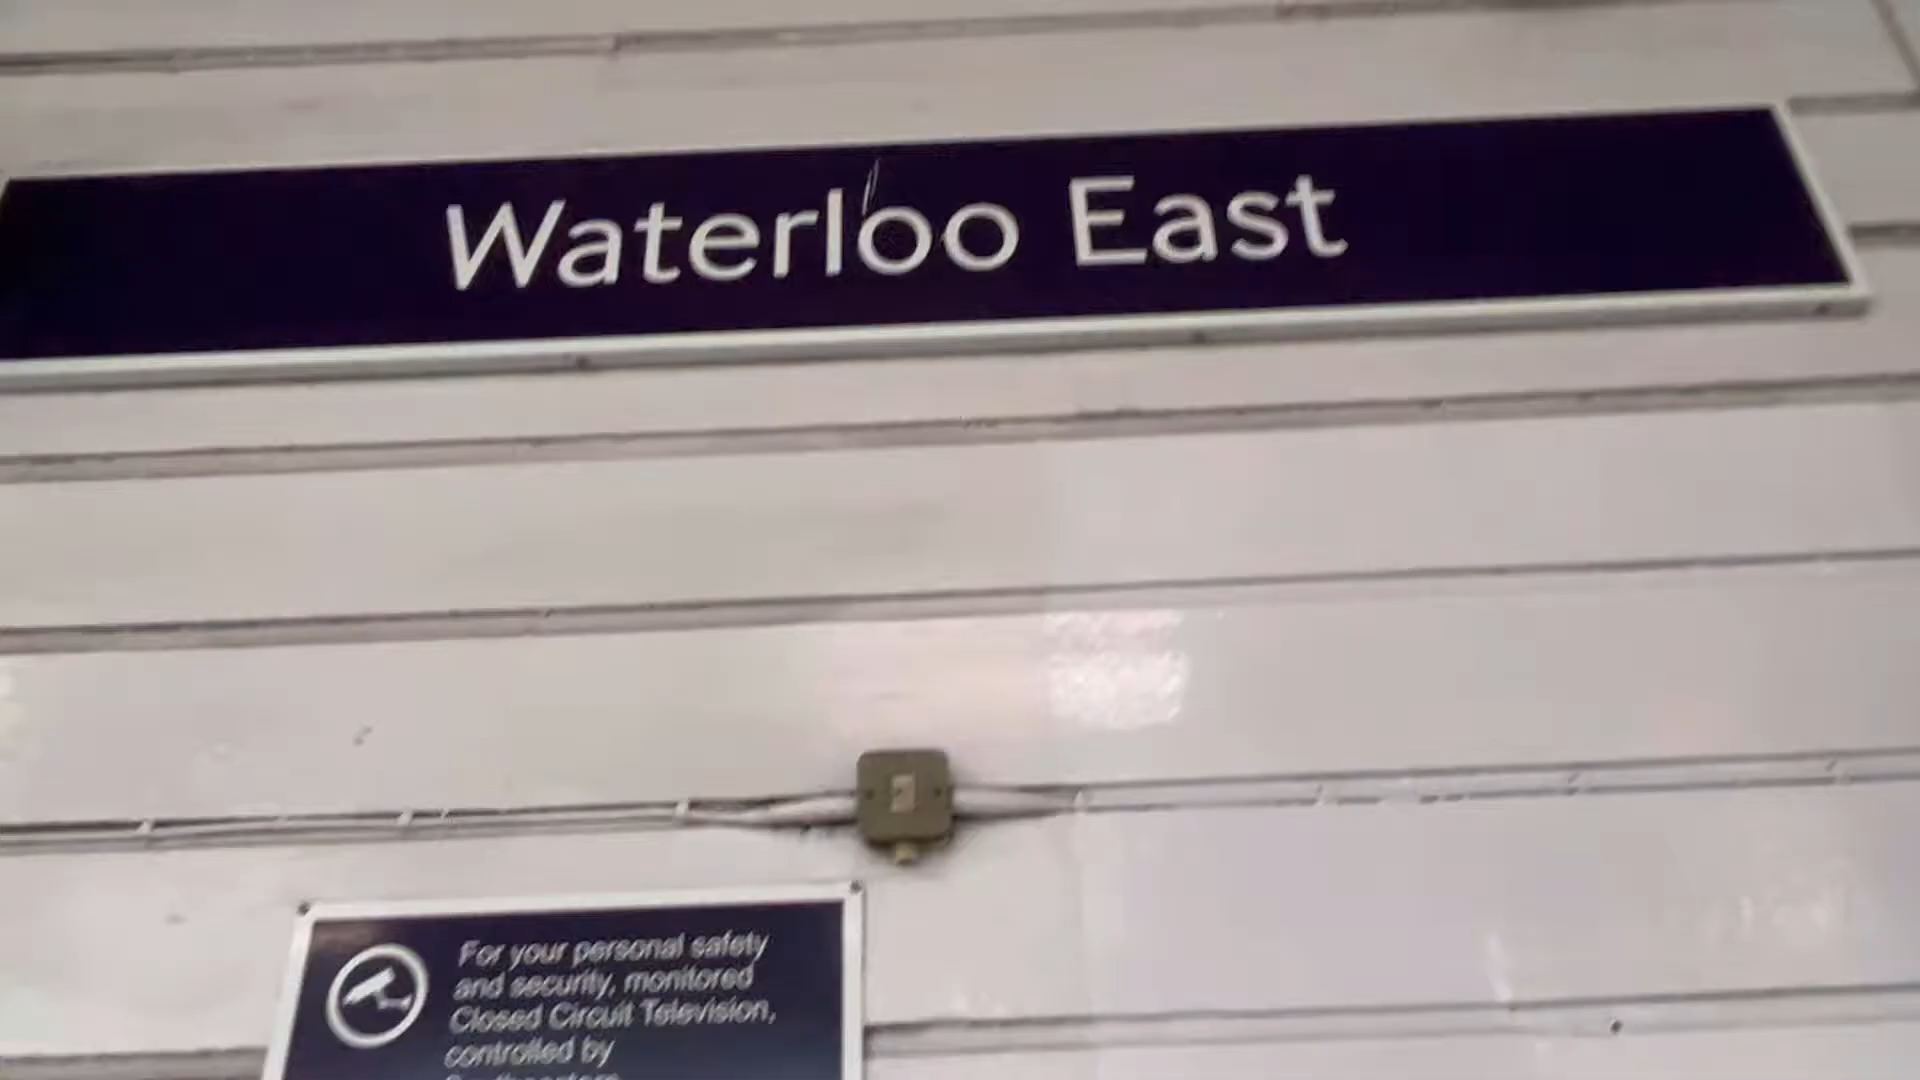 Waterloo East
For your personal safety
and security, monitored
Closed Circuit Television,
controlled by